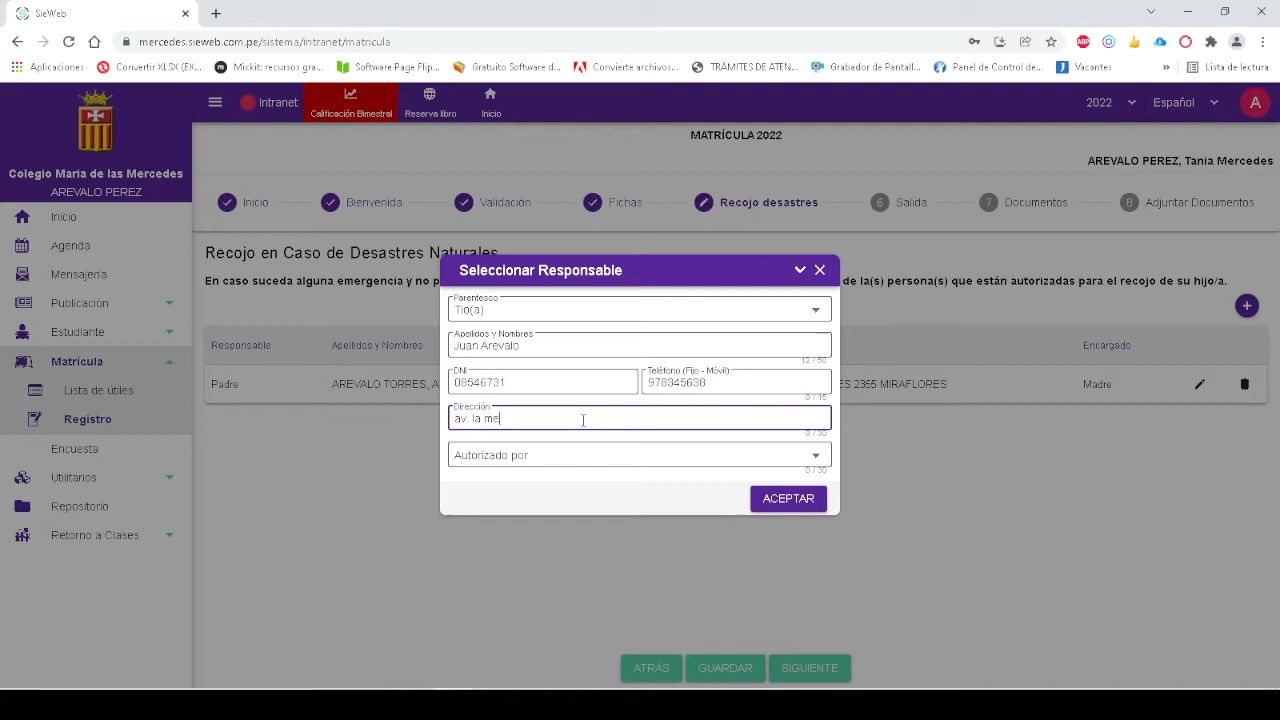 SieWeb
mercedes.sieweb.com.pe/sistema/intranet/matricula
Aplicaciones
Convertir XLSX (EX...
Mixkit: recursos gra...
Software Page Flip...
Gratuito Software d...
Convierte archivos...
TRÁMITES DE ATEN...
Grabador de Pantall...
Panel de Control de...
Vacantes
»
Lista de lectura
Intranet
Calificación Bimestral
Reserva libro
Inicio
2022
Español
A
Colegio Maria de las Mercedes
AREVALO PEREZ
MATRÍCULA 2022
AREVALO PEREZ, Tania Mercedes
Inicio
Bienvenida
Validación
Fichas
Recojo desastres
6 Salida
7 Documentos
8 Adjuntar Documentos
Inicio
Agenda
Mensajería
Publicación
Estudiante
Matrícula
Lista de útiles
Registro
Encuesta
Utilitarios
Repositorio
Retorno a Clases
Recojo en Caso de Desastres Naturales
En caso suceda alguna emergencia y no p
de la(s) persona(s) que están autorizadas para el recojo de su hijo/a.
Responsable
Apellidos y Nombres
Encargado
Padre
AREVALO TORRES, A
ES 2355 MIRAFLORES
Madre
Seleccionar Responsable
Parentesco
Tio(a)
Apellidos y Nombres
Juan Arevalo
12 / 50
DNI
08546731
Teléfono (Fijo - Móvil)
978345638
9 / 15
Dirección
av. la me
9 / 30
Autorizado por
0 / 30
ACEPTAR
ATRÁS
GUARDAR
SIGUIENTE